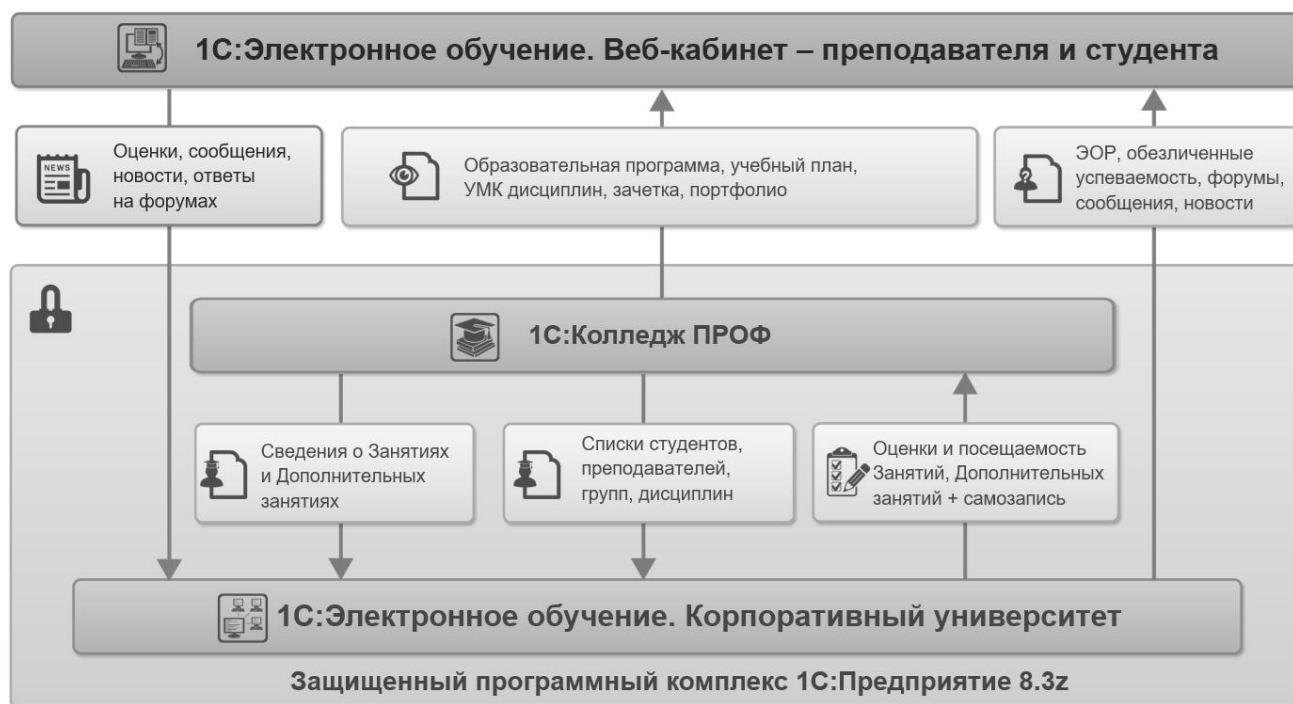 1С:Электронное обучение. Веб-кабинет – преподавателя и студента
NEWS
Оценки, сообщения,
новости, ответы
на форумах
Образовательная программа, учебный план,
УМК дисциплин, зачетка, портфолио
ЭОР, обезличенные
успеваемость, форумы,
сообщения, новости
1С:Колледж ПРОФ
Сведения о Занятиях
и Дополнительных
занятиях
Списки студентов,
преподавателей,
групп, дисциплин
Оценки и посещаемость
Занятий, Дополнительных
занятий + самозапись
1С:Электронное обучение. Корпоративный университет
Защищенный программный комплекс 1С:Предприятие 8.3z